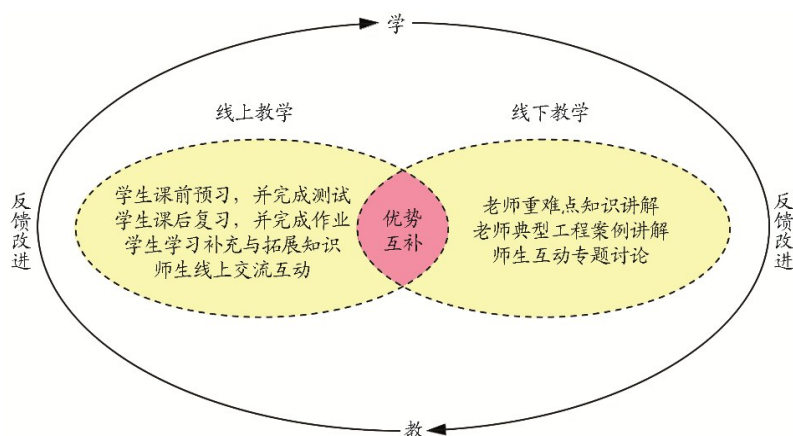 学
线上教学
线下教学
反馈改进
学生课前预习，并完成测试
学生课后复习，并完成作业
学生学习补充与拓展知识
师生线上交流互动
优势
互补
老师重难点知识讲解
老师典型工程案例讲解
师生互动专题讨论
反馈改进
教